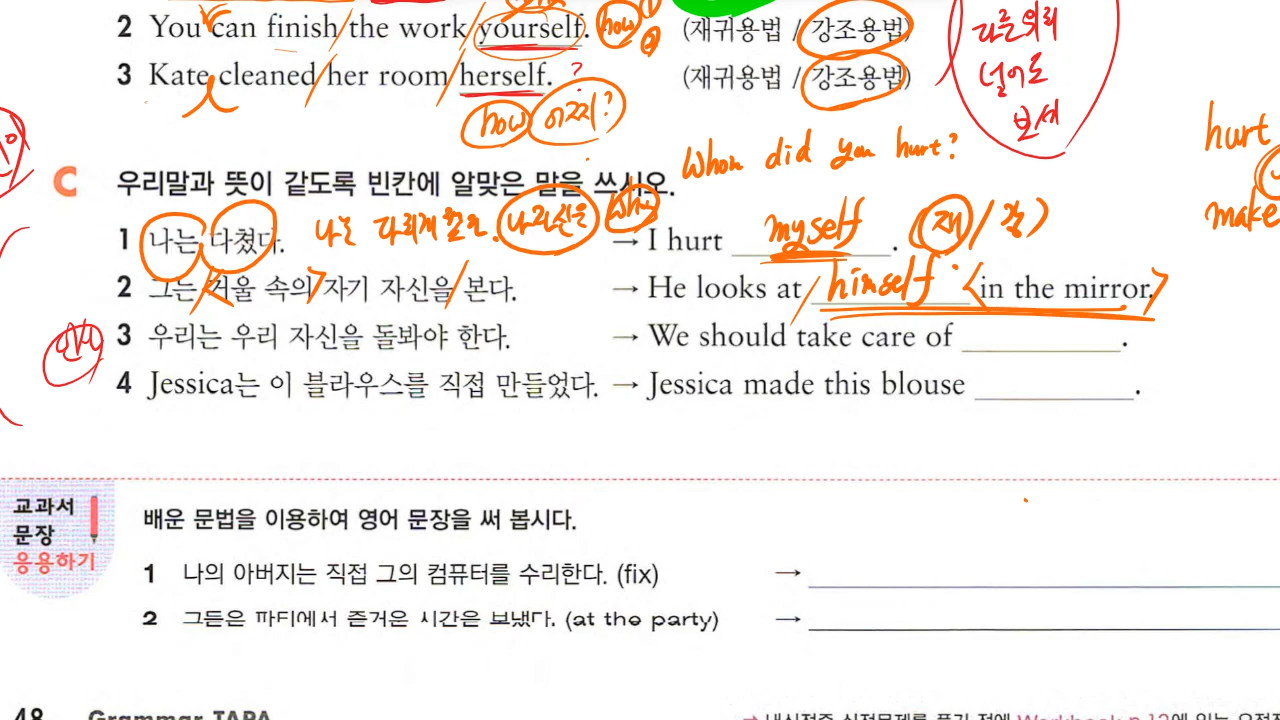 2 You can finish the work yourself. how (재귀용법 / 강조용법)
3 Kate cleaned her room herself. ? (재귀용법 / 강조용법)
how 어찌?
보세
Whom did you hurt?
hurt
make
C 우리말과 뜻이 같도록 빈칸에 알맞은 말을 쓰시오.
나는 다치게 했다. 나 자신을 why
1 나는 다쳤다. → I hurt myself. (재/강)
2 그는 거울 속의 자기 자신을 본다. → He looks at himself in the mirror.
3 우리는 우리 자신을 돌봐야 한다. → We should take care of ________.
4 Jessica는 이 블라우스를 직접 만들었다. → Jessica made this blouse ________.
교과서
문장
응용하기
배운 문법을 이용하여 영어 문장을 써 봅시다.
1 나의 아버지는 직접 그의 컴퓨터를 수리한다. (fix) →
2 그들은 파티에서 즐거운 시간을 보냈다. (at the party) →
48 Grammar TAPA